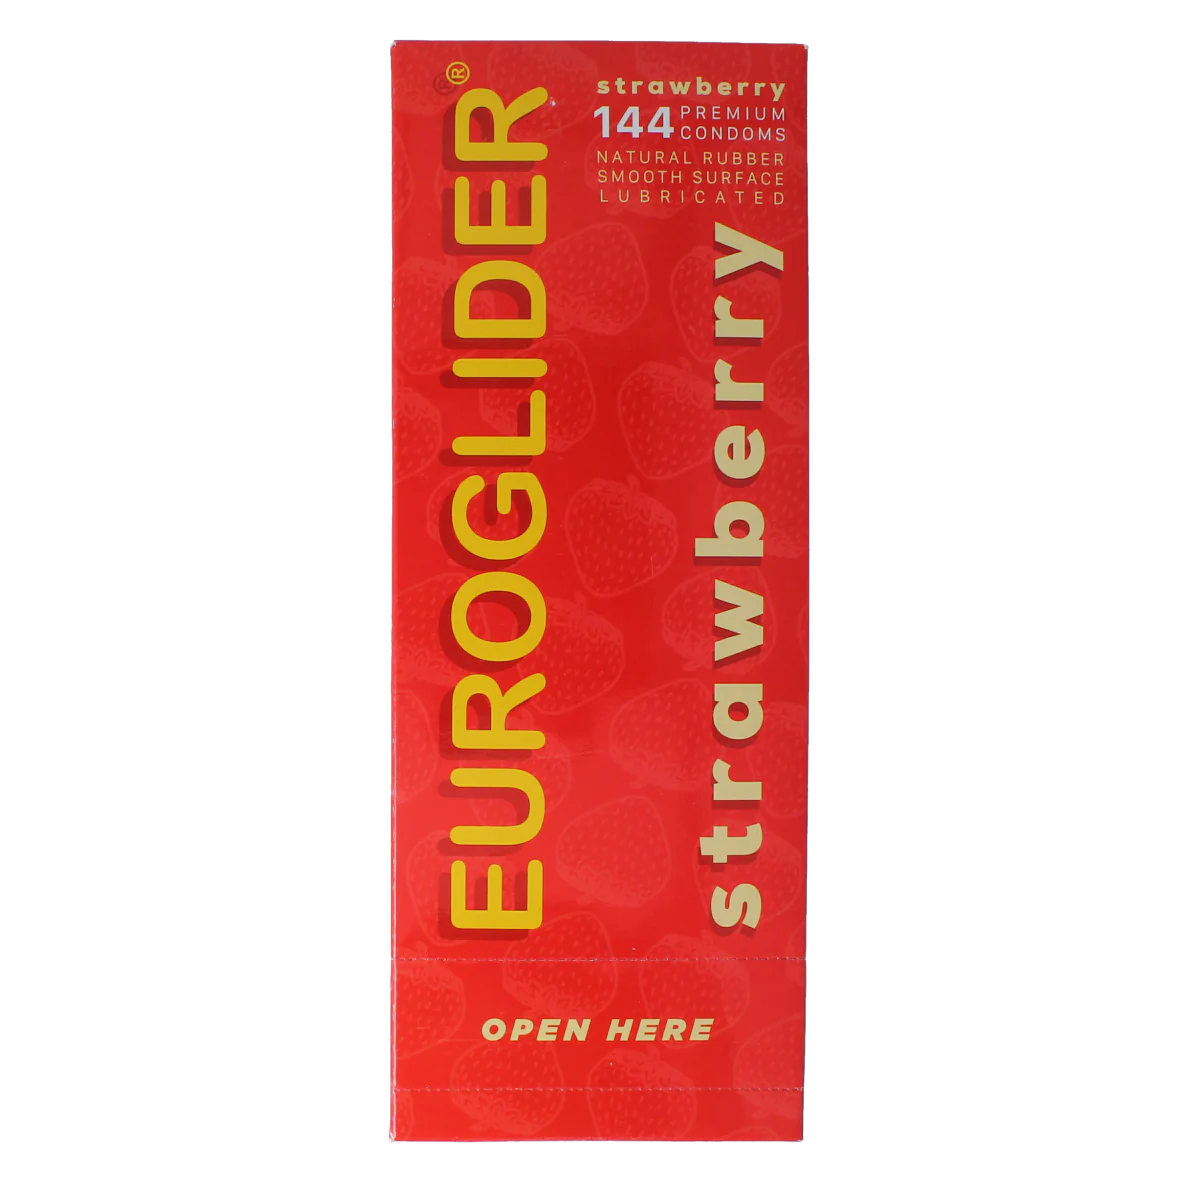 EUROGLIDER®
strawberry
144 PREMIUM
CONDOMS
NATURAL RUBBER
SMOOTH SURFACE
LUBRICATED
strawberry
OPEN HERE